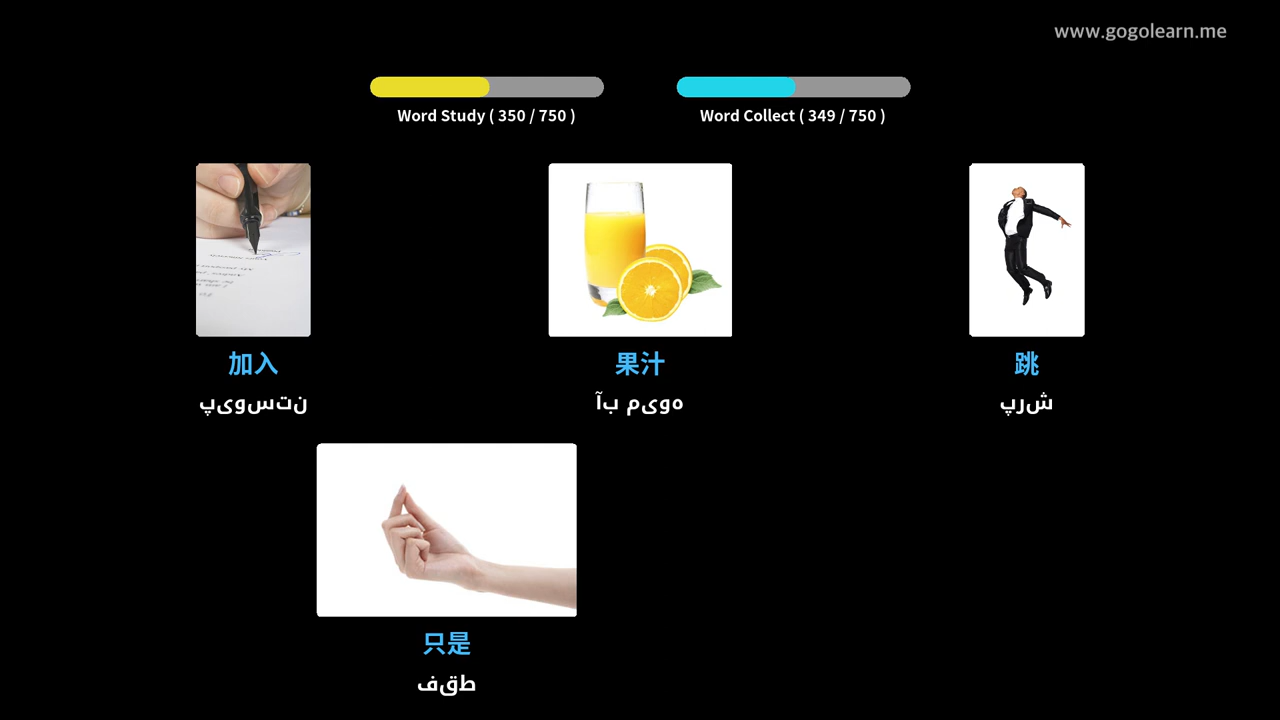 www.gogolearn.me
Word Study ( 350 / 750 )
Word Collect ( 349 / 750 )
加入
نتسویپ
果汁
هویم بآ
跳
شرپ
只是
طقف